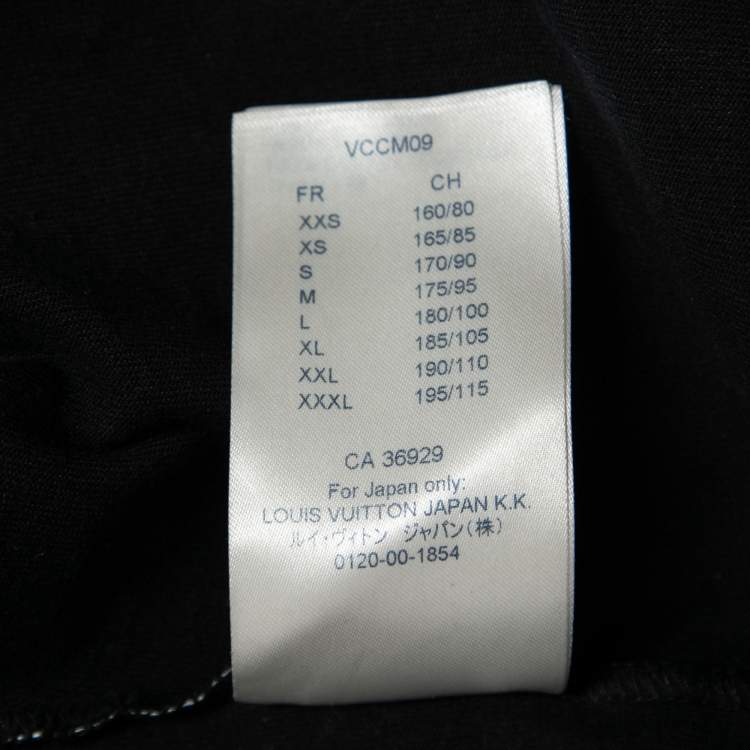 VCCM09
FR CH
XXS 160/80
XS 165/85
S 170/90
M 175/95
L 180/100
XL 185/105
XXL 190/110
XXXL 195/115
CA 36929
For Japan only:
LOUIS VUITTON JAPAN K.K.
ルイ・ヴィトン ジャパン(株)
0120-00-1854